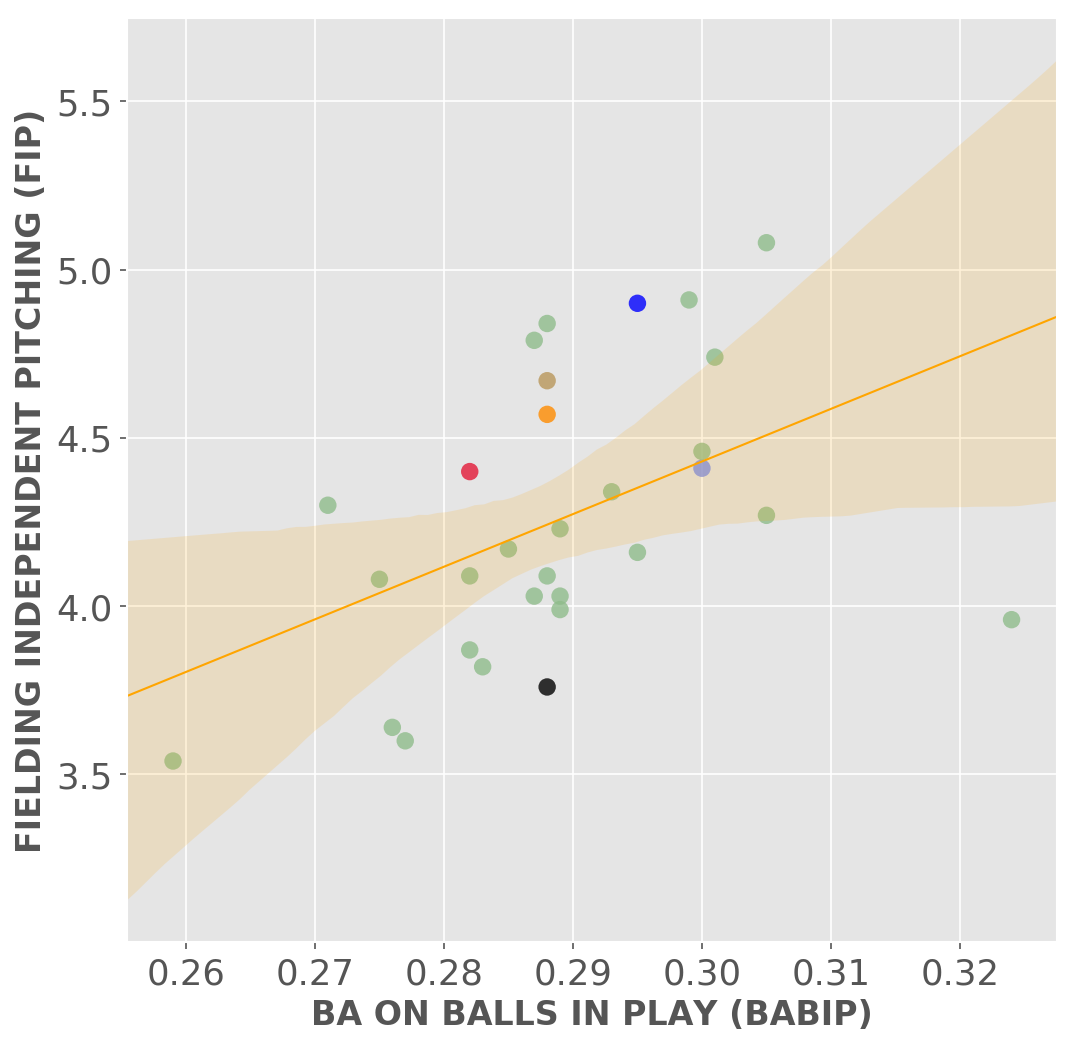 FIELDING INDEPENDENT PITCHING (FIP)
5.5
5.0
4.5
4.0
3.5
0.26 0.27 0.28 0.29 0.30 0.31 0.32
BA ON BALLS IN PLAY (BABIP)